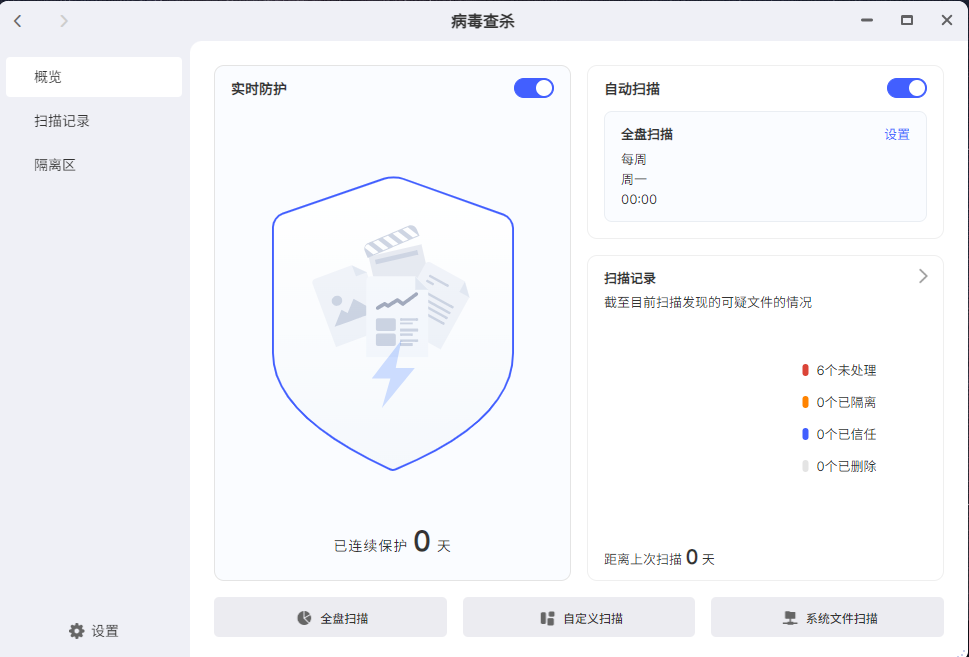 病毒查杀
概览
扫描记录
隔离区
设置
实时防护
已连续保护 0 天
自动扫描
全盘扫描
设置
每周
周一
00:00
扫描记录
截至目前扫描发现的可疑文件的情况
6个未处理
0个已隔离
0个已信任
0个已删除
距离上次扫描 0 天
全盘扫描
自定义扫描
系统文件扫描